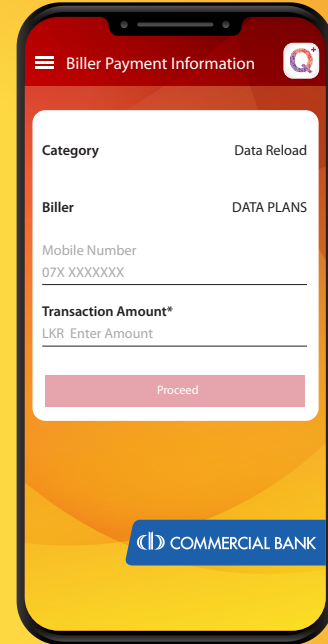 Biller Payment Information
Q+
Category Data Reload
Biller DATA PLANS
Mobile Number
07X XXXXXXX
Transaction Amount*
LKR Enter Amount
Proceed
COMMERCIAL BANK